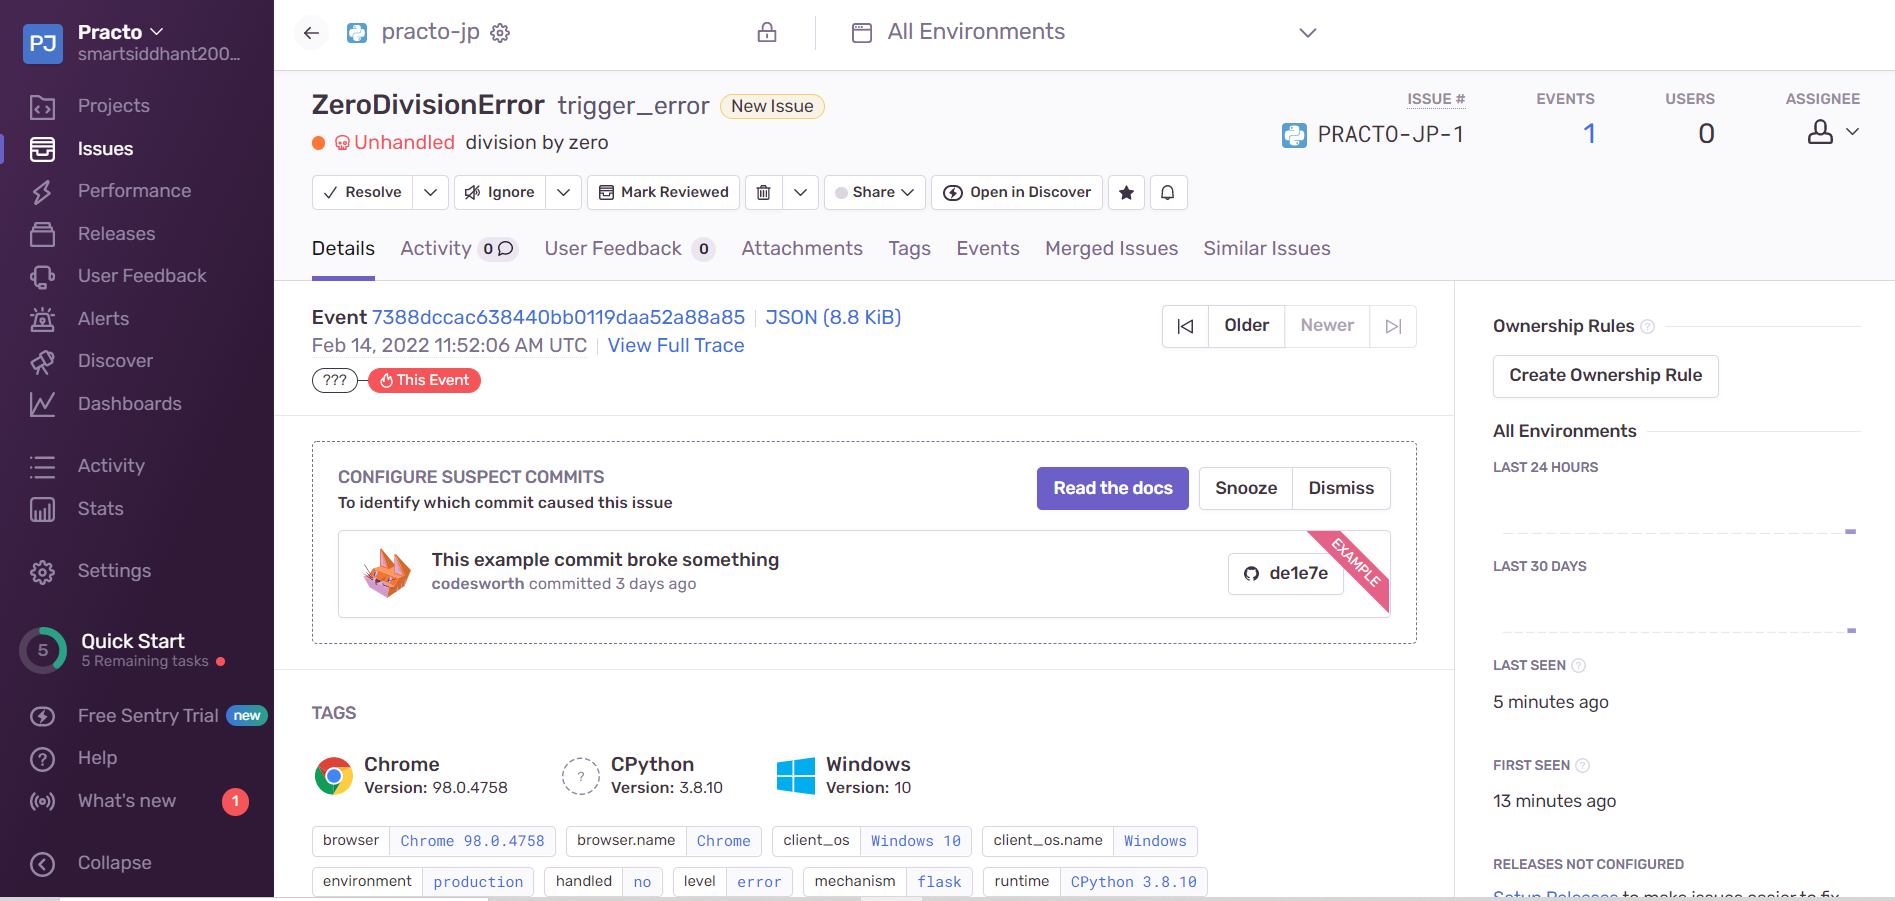 PJ
Practo
smartsiddhant200...
Projects
Issues
Performance
Releases
User Feedback
Alerts
Discover
Dashboards
Activity
Stats
Settings
5
Quick Start
5 Remaining tasks
Free Sentry Trial new
Help
What's new 1
Collapse
practo-jp
All Environments
ZeroDivisionError trigger_error New Issue
Unhandled division by zero
ISSUE # EVENTS USERS ASSIGNEE
PRACTO-JP-1 1 0
Resolve Ignore Mark Reviewed Share Open in Discover
Details Activity 0 User Feedback 0 Attachments Tags Events Merged Issues Similar Issues
Event 7388dccac638440bb0119daa52a88a85 JSON (8.8 KiB)
Feb 14, 2022 11:52:06 AM UTC View Full Trace
??? This Event
Older Newer
CONFIGURE SUSPECT COMMITS
To identify which commit caused this issue
Read the docs Snooze Dismiss
This example commit broke something
codesworth committed 3 days ago
de1e7e
EXAMPLE
TAGS
Chrome
Version: 98.0.4758
?
CPython
Version: 3.8.10
Windows
Version: 10
browser Chrome 98.0.4758 browser.name Chrome client_os Windows 10 client_os.name Windows
environment production handled no level error mechanism flask runtime CPython 3.8.10
Ownership Rules ?
Create Ownership Rule
All Environments
LAST 24 HOURS
LAST 30 DAYS
LAST SEEN ?
5 minutes ago
FIRST SEEN ?
13 minutes ago
RELEASES NOT CONFIGURED
Setup Releases to make issues easier to fix